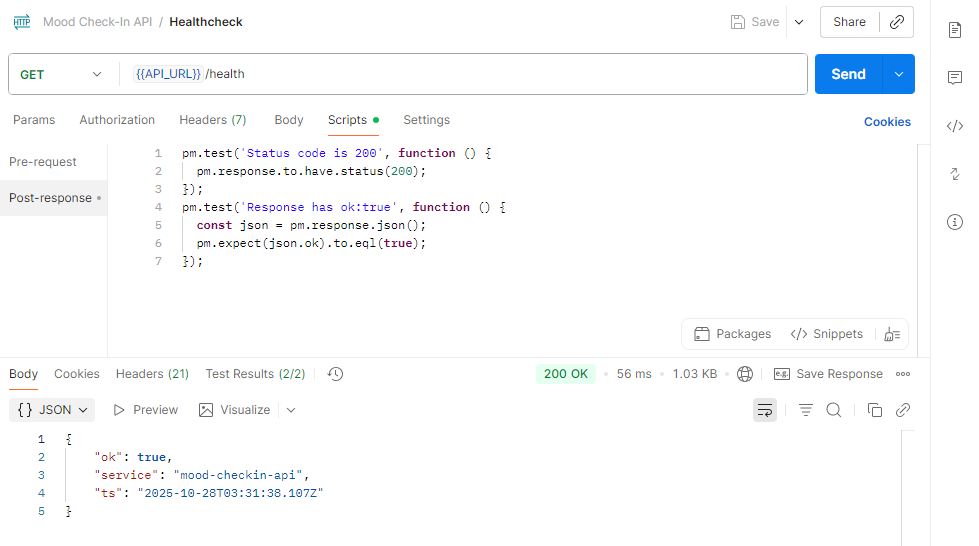 HTTP Mood Check-In API / Healthcheck Save Share
GET {{API_URL}}/health Send
Params Authorization Headers (7) Body Scripts Settings Cookies
Pre-request
Post-response
1 pm.test('Status code is 200', function () {
2 pm.response.to.have.status(200);
3 });
4 pm.test('Response has ok:true', function () {
5 const json = pm.response.json();
6 pm.expect(json.ok).to.eql(true);
7 });
Packages </> Snippets
Body Cookies Headers (21) Test Results (2/2) 200 OK • 56 ms • 1.03 KB • e.g. Save Response
{} JSON Preview Visualize
1 {
2 "ok": true,
3 "service": "mood-checkin-api",
4 "ts": "2025-10-28T03:31:38.107Z"
5 }